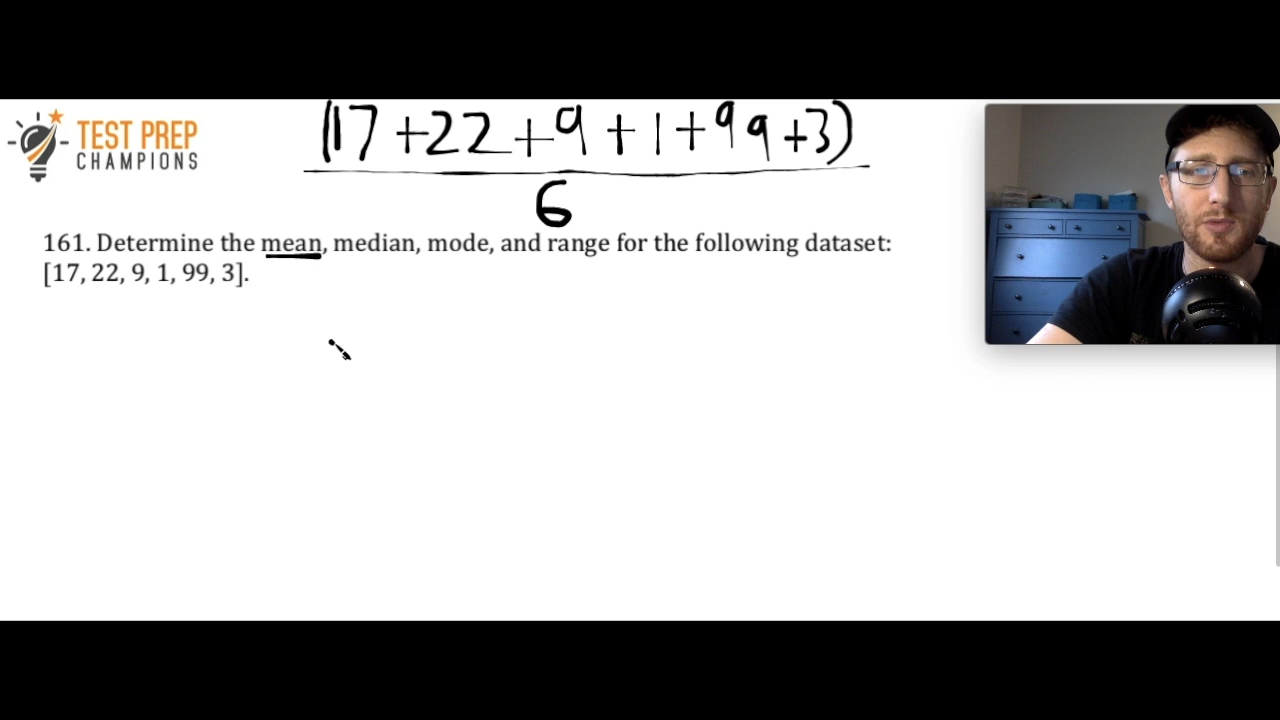 TEST PREP
CHAMPIONS
(17 +22 +9 +1+99 +3)
6
161. Determine the mean, median, mode, and range for the following dataset:
[17, 22, 9, 1, 99, 3].